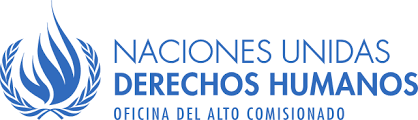 NACIONES UNIDAS
DERECHOS HUMANOS
OFICINA DEL ALTO COMISIONADO